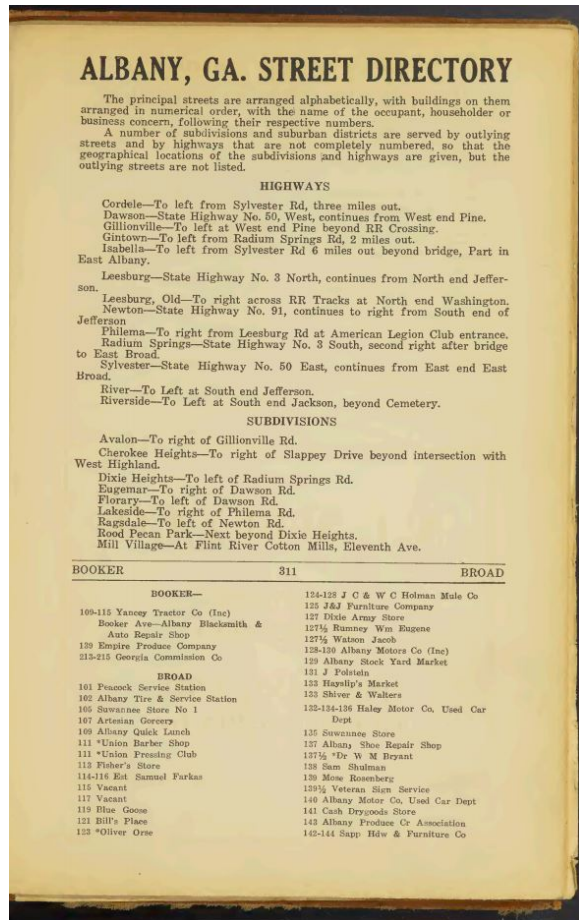 ALBANY, GA. STREET DIRECTORY
The principal streets are arranged alphabetically, with buildings on them
arranged in numerical order, with the name of the occupant, householder or
business concern, following their respective numbers.
A number of subdivisions and suburban districts are served by outlying
streets and by highways that are not completely numbered, so that the
geographical locations of the subdivisions and highways are given, but the
outlying streets are not listed.
HIGHWAYS
Cordele—To left from Sylvester Rd, three miles out.
Dawson—State Highway No. 50, West, continues from West end Pine.
Gillionville—To left at West end Pine beyond RR Crossing.
Gintown—To left from Radium Springs Rd, 2 miles out.
Isabella—To left from Sylvester Rd 6 miles out beyond bridge, Part in
East Albany.
Leesburg—State Highway No. 3 North, continues from North end Jeffer-
son.
Leesburg, Old—To right across RR Tracks at North end Washington.
Newton—State Highway No. 91, continues to right from South end of
Jefferson
Philema—To right from Leesburg Rd at American Legion Club entrance.
Radium Springs—State Highway No. 3 South, second right after bridge
to East Broad.
Sylvester—State Highway No. 50 East, continues from East end East
Broad.
River—To Left at South end Jefferson.
Riverside—To Left at South end Jackson, beyond Cemetery.
SUBDIVISIONS
Avalon—To right of Gillionville Rd.
Cherokee Heights—To right of Slappey Drive beyond intersection with
West Highland.
Dixie Heights—To left of Radium Springs Rd.
Eugemar—To right of Dawson Rd.
Florary—To left of Dawson Rd.
Lakeside—To right of Philema Rd.
Ragsdale—To left of Newton Rd.
Rood Pecan Park—Next beyond Dixie Heights.
Mill Village—At Flint River Cotton Mills, Eleventh Ave.
BOOKER 311 BROAD
BOOKER—
109-115 Yancey Tractor Co (Inc)
Booker Ave—Albany Blacksmith &
Auto Repair Shop
139 Empire Produce Company
213-215 Georgia Commission Co
BROAD
101 Peacock Service Station
102 Albany Tire & Service Station
105 Suwannee Store No 1
107 Artesian Gorcery
109 Albany Quick Lunch
111 *Union Barber Shop
111 *Union Pressing Club
113 Fisher's Store
114-116 Est Samuel Farkas
115 Vacant
117 Vacant
119 Blue Goose
121 Bill's Place
123 *Oliver Orse
124-128 J C & W C Holman Mule Co
125 J&J Furniture Company
127 Dixie Army Store
127½ Rumney Wm Eugene
127½ Watson Jacob
128-130 Albany Motors Co (Inc)
129 Albany Stock Yard Market
131 J Polstein
133 Hayslip's Market
133 Shiver & Walters
132-134-136 Haley Motor Co, Used Car
Dept
135 Suwannee Store
137 Albany Shoe Repair Shop
137½ *Dr W M Bryant
138 Sam Shulman
139 Mose Rosenberg
139½ Veteran Sign Service
140 Albany Motor Co, Used Car Dept
141 Cash Drygoods Store
143 Albany Produce Cr Association
142-144 Sapp Hdw & Furniture Co